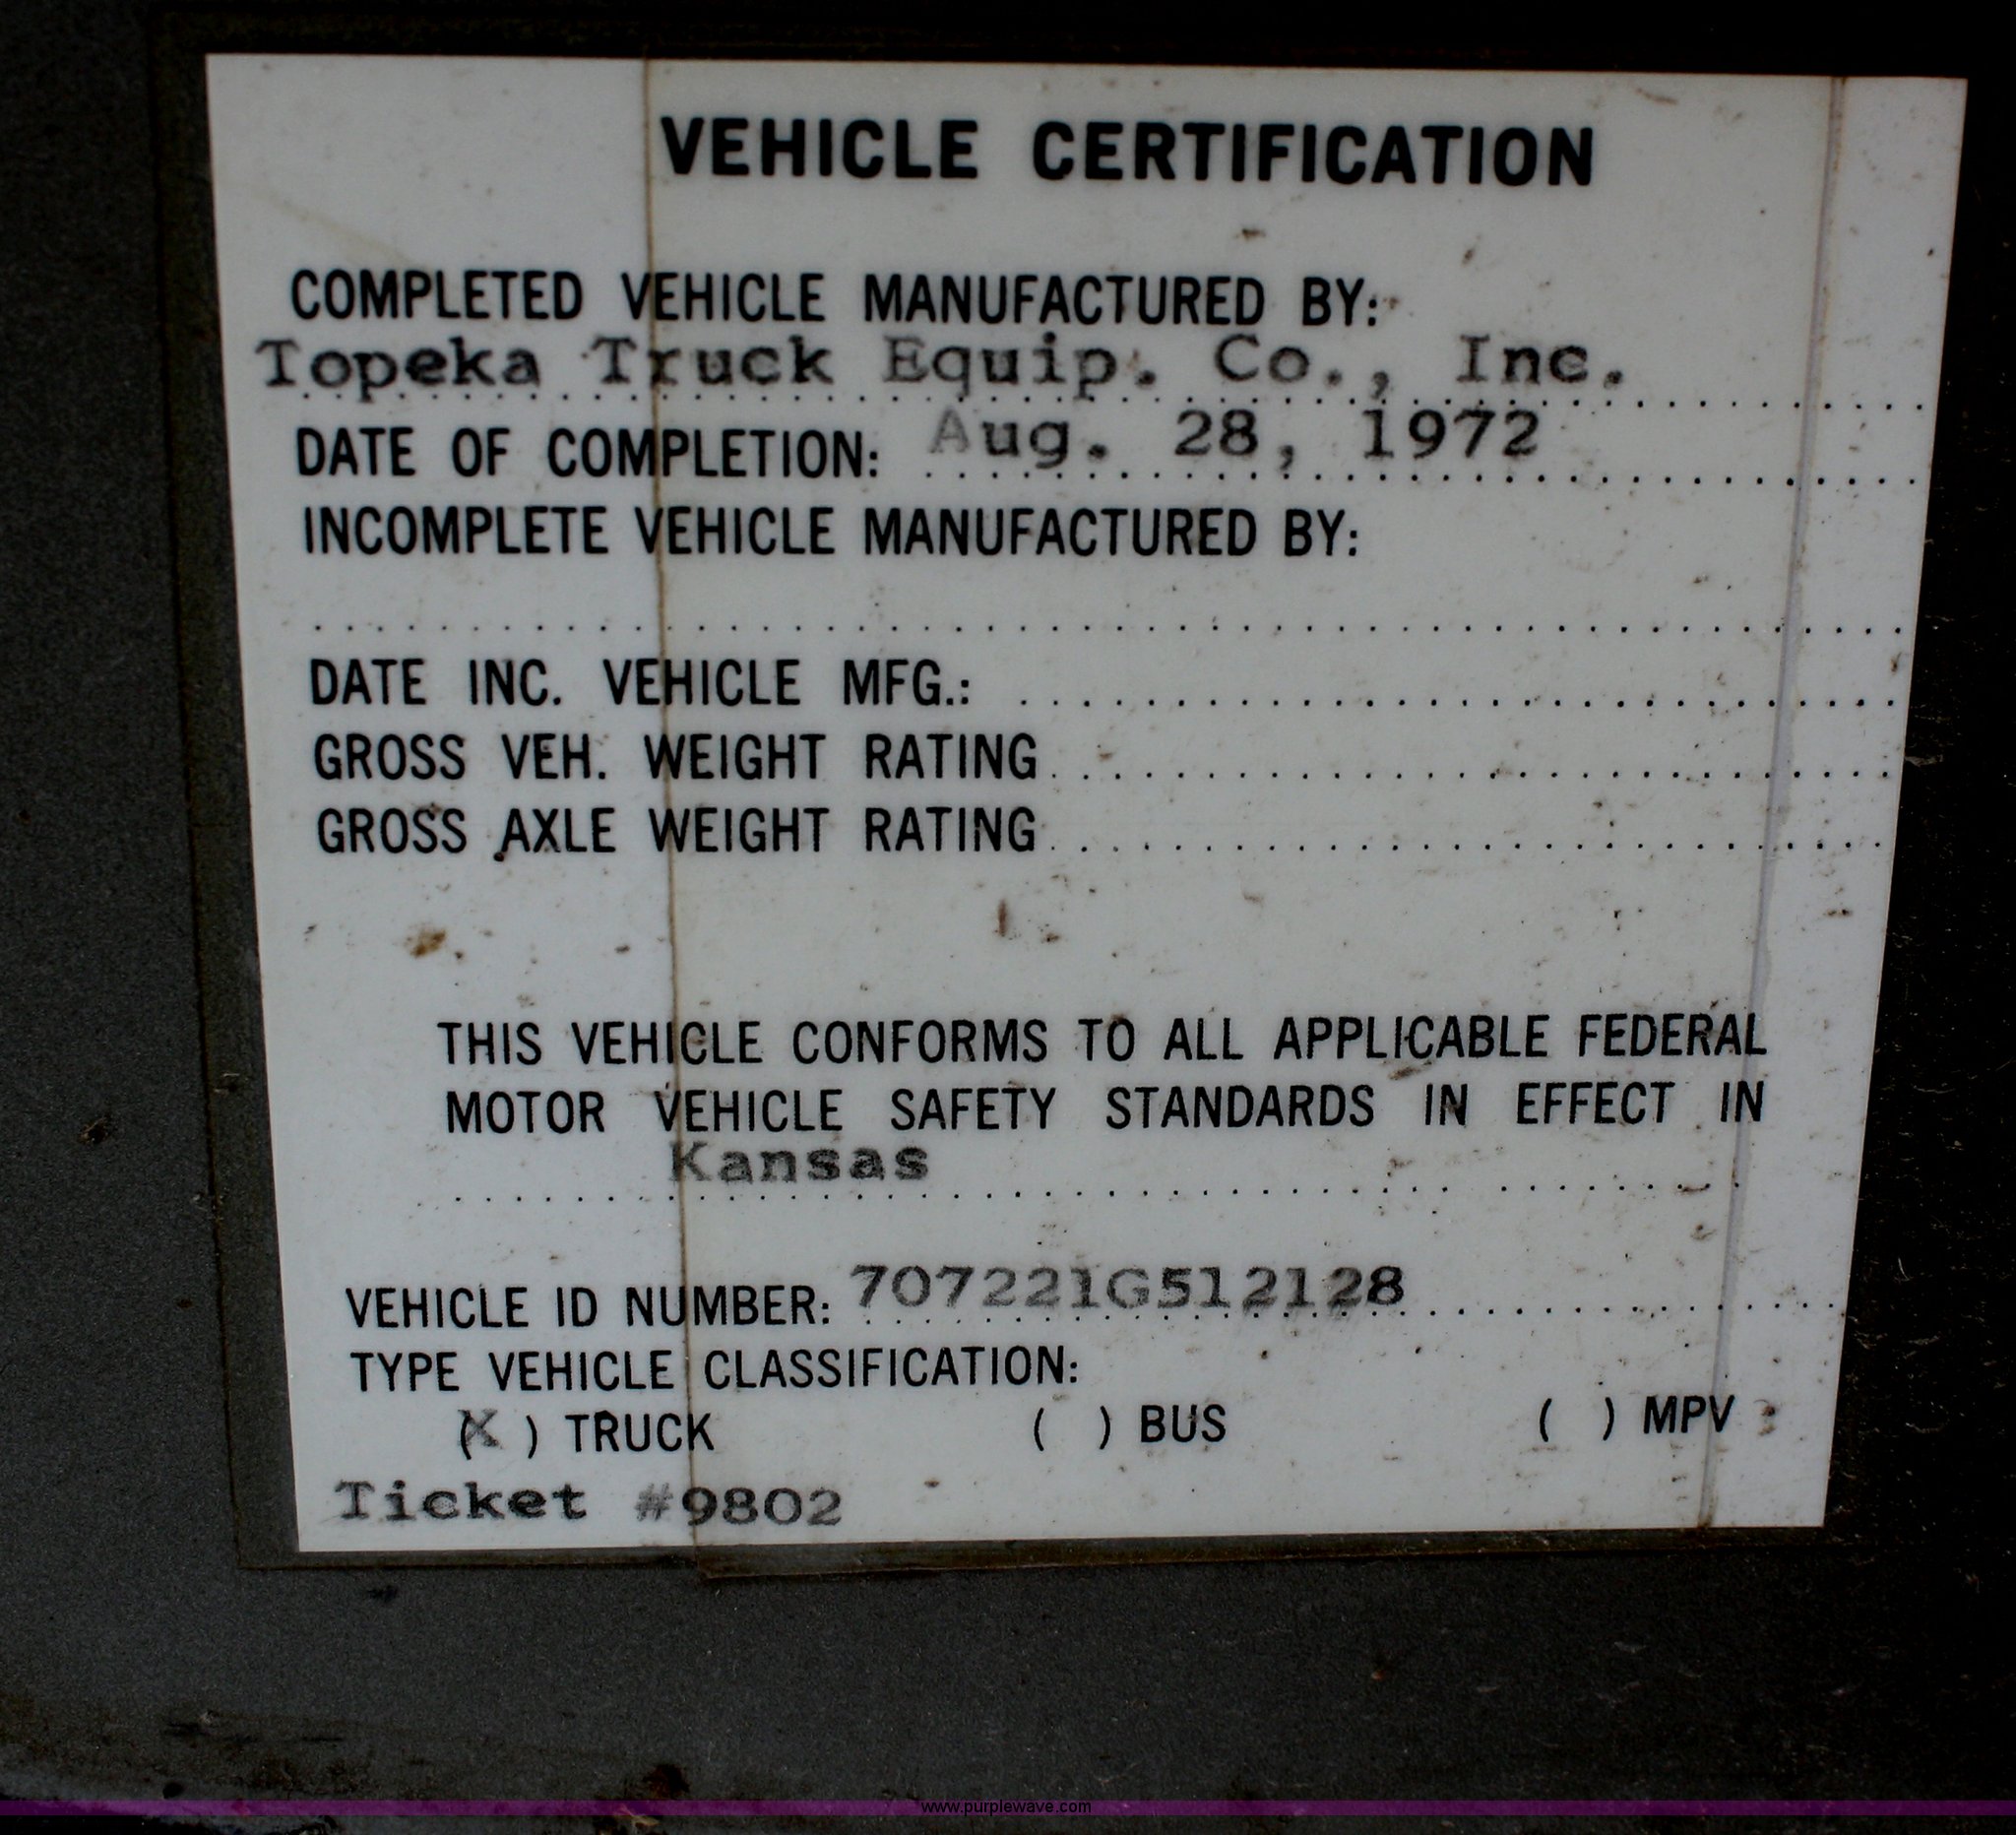 VEHICLE CERTIFICATION
COMPLETED VEHICLE MANUFACTURED BY:
Topeka Truck Equip. Co., Inc.
DATE OF COMPLETION: Aug. 28, 1972
INCOMPLETE VEHICLE MANUFACTURED BY:
DATE INC. VEHICLE MFG.:
GROSS VEH. WEIGHT RATING
GROSS AXLE WEIGHT RATING
THIS VEHICLE CONFORMS TO ALL APPLICABLE FEDERAL
MOTOR VEHICLE SAFETY STANDARDS IN EFFECT IN
Kansas
VEHICLE ID NUMBER: 707221G512128
TYPE VEHICLE CLASSIFICATION:
(X) TRUCK ( ) BUS ( ) MPV
Ticket #9802
www.purplewave.com